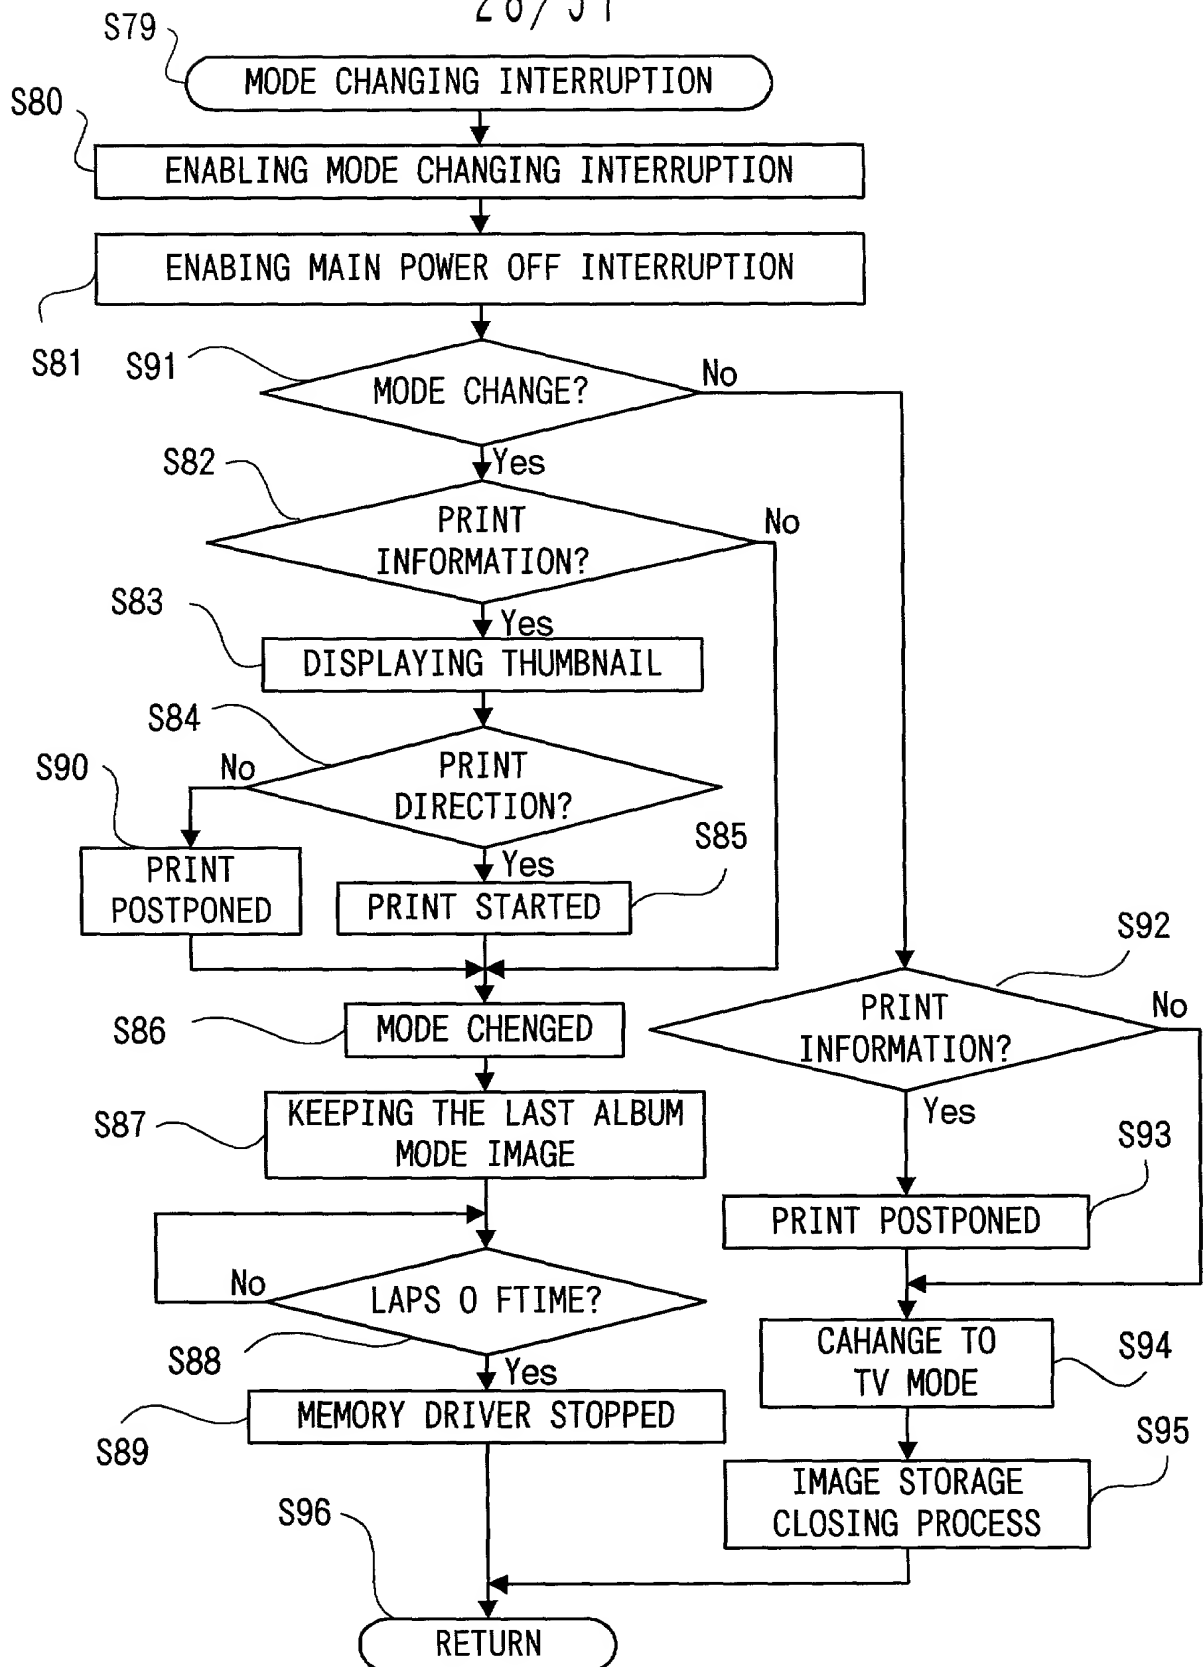 28/31
S79
MODE CHANGING INTERRUPTION
S80
ENABLING MODE CHANGING INTERRUPTION
ENABING MAIN POWER OFF INTERRUPTION
S81
S91
MODE CHANGE?
No
Yes
S82
PRINT
INFORMATION?
No
Yes
S83
DISPLAYING THUMBNAIL
S84
PRINT
DIRECTION?
No
Yes
S90
PRINT
POSTPONED
S85
PRINT STARTED
S86
MODE CHENGED
S87
KEEPING THE LAST ALBUM
MODE IMAGE
LAPS O FTIME?
No
S88
Yes
MEMORY DRIVER STOPPED
S89
S92
PRINT
INFORMATION?
No
Yes
S93
PRINT POSTPONED
CAHANGE TO
TV MODE
S94
S95
IMAGE STORAGE
CLOSING PROCESS
S96
RETURN